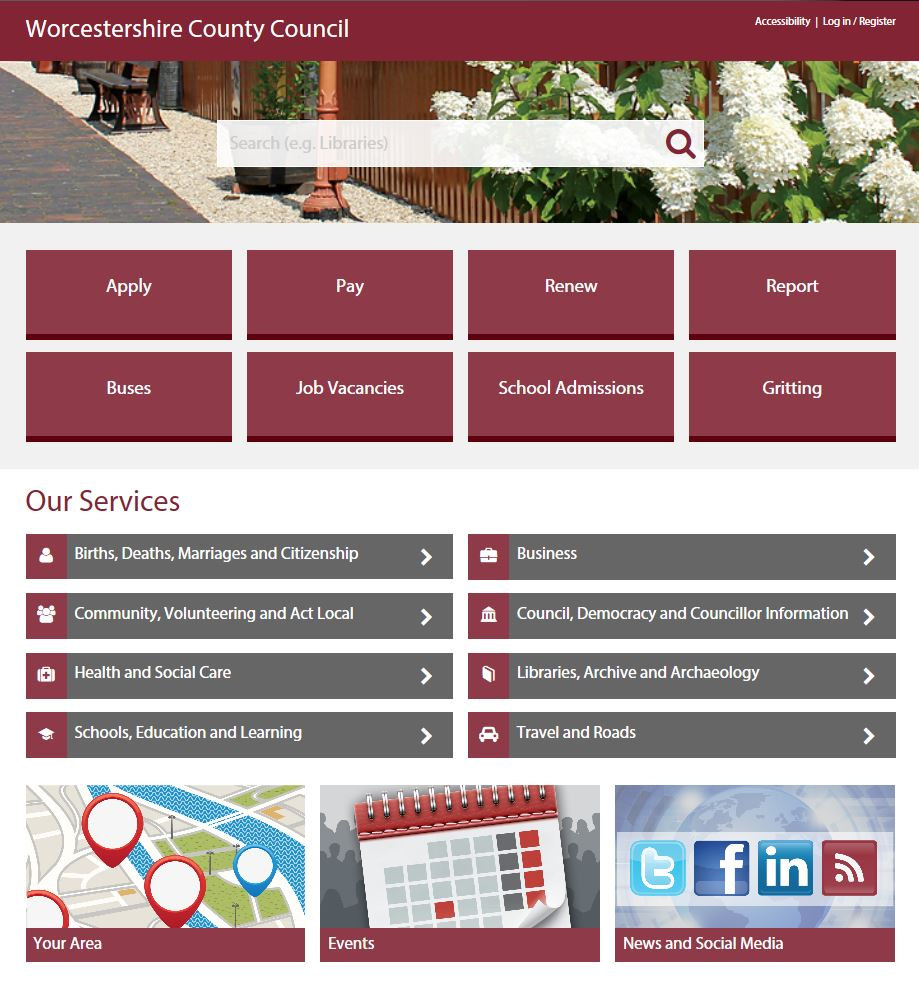 Worcestershire County Council
Accessibility | Log in / Register
Search (e.g. Libraries)
Apply
Pay
Renew
Report
Buses
Job Vacancies
School Admissions
Gritting
Our Services
Births, Deaths, Marriages and Citizenship
Business
Community, Volunteering and Act Local
Council, Democracy and Councillor Information
Health and Social Care
Libraries, Archive and Archaeology
Schools, Education and Learning
Travel and Roads
t f in
Your Area
Events
News and Social Media